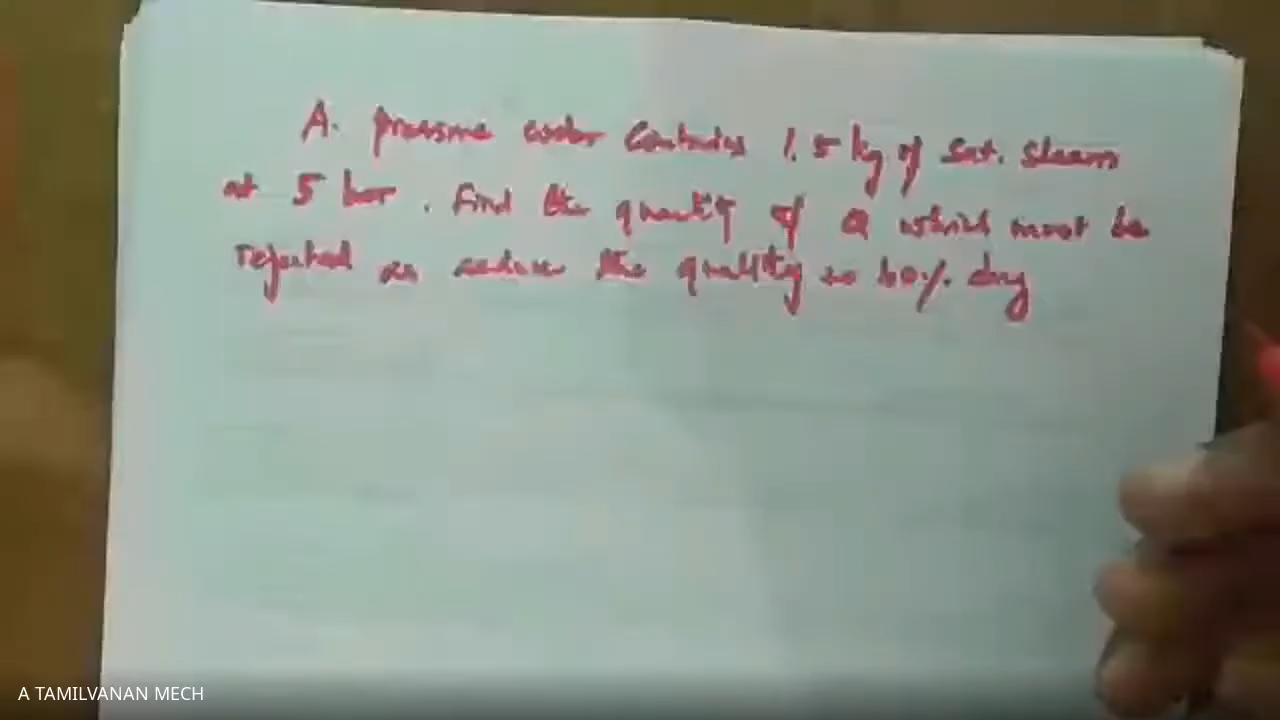 A. pressure cooker contains 1.5 kg of Sat. steam
at 5 bar. find the quantity of Q which must be
rejected as reduce the quality to 60% dry
A TAMILVANAN MECH